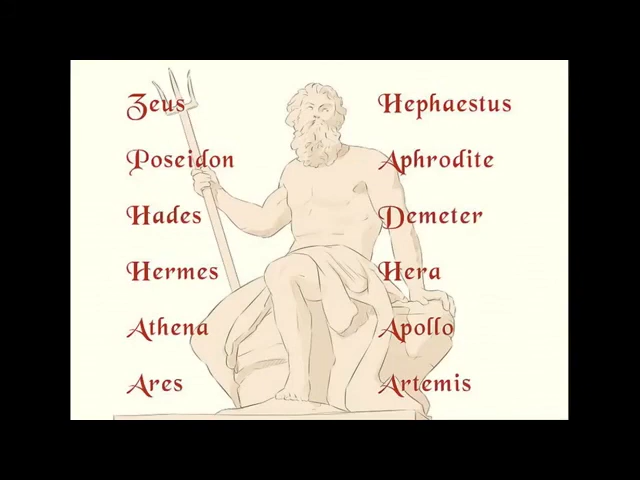 Zeus
Poseidon
Hades
Hermes
Athena
Ares
Hephaestus
Aphrodite
Demeter
Hera
Apollo
Artemis